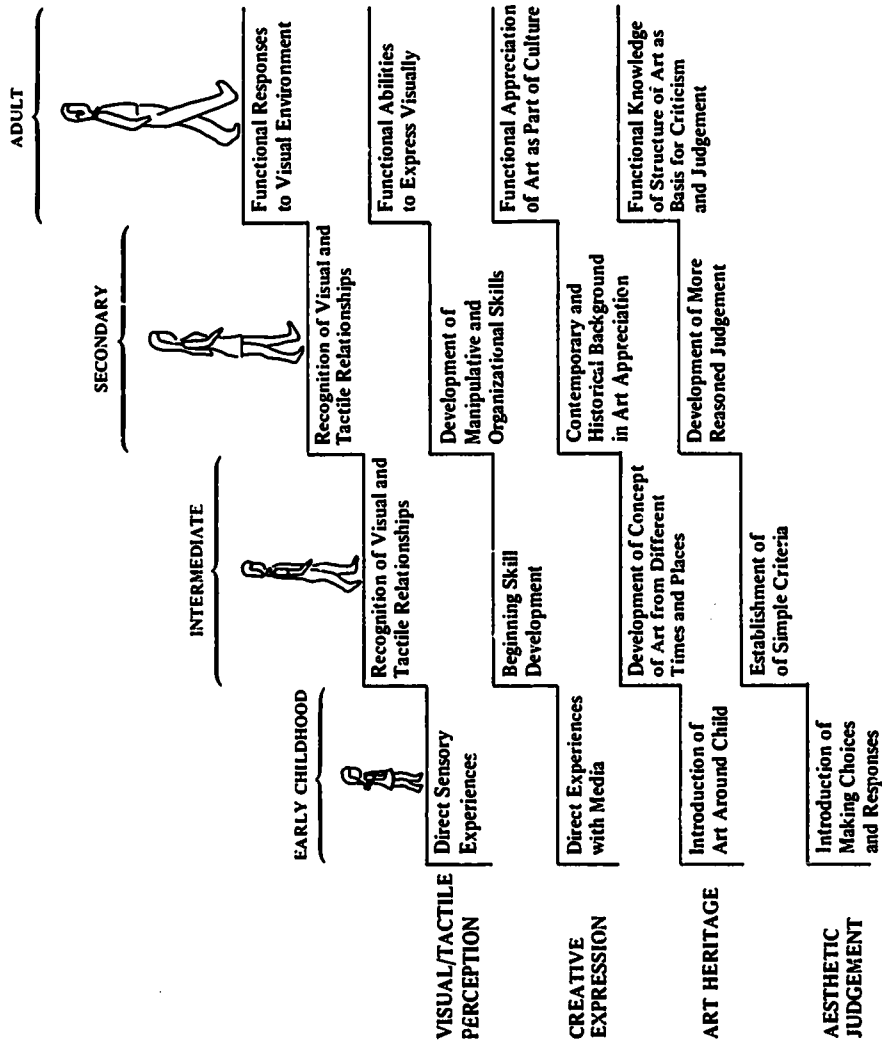 EARLY CHILDHOOD
INTERMEDIATE
SECONDARY
ADULT
VISUAL/TACTILE
PERCEPTION
Direct Sensory
Experiences
Recognition of Visual and
Tactile Relationships
Recognition of Visual and
Tactile Relationships
Functional Responses
to Visual Environment
CREATIVE
EXPRESSION
Direct Experiences
with Media
Beginning Skill
Development
Development of
Manipulative and
Organizational Skills
Functional Abilities
to Express Visually
ART HERITAGE
Introduction of
Art Around Child
Development of Concept
of Art from Different
Times and Places
Contemporary and
Historical Background
in Art Appreciation
Functional Appreciation
of Art as Part of Culture
AESTHETIC
JUDGEMENT
Introduction of
Making Choices
and Responses
Establishment of
of Simple Criteria
Development of More
Reasoned Judgement
Functional Knowledge
of Structure of Art as
Basis for Criticism
and Judgement